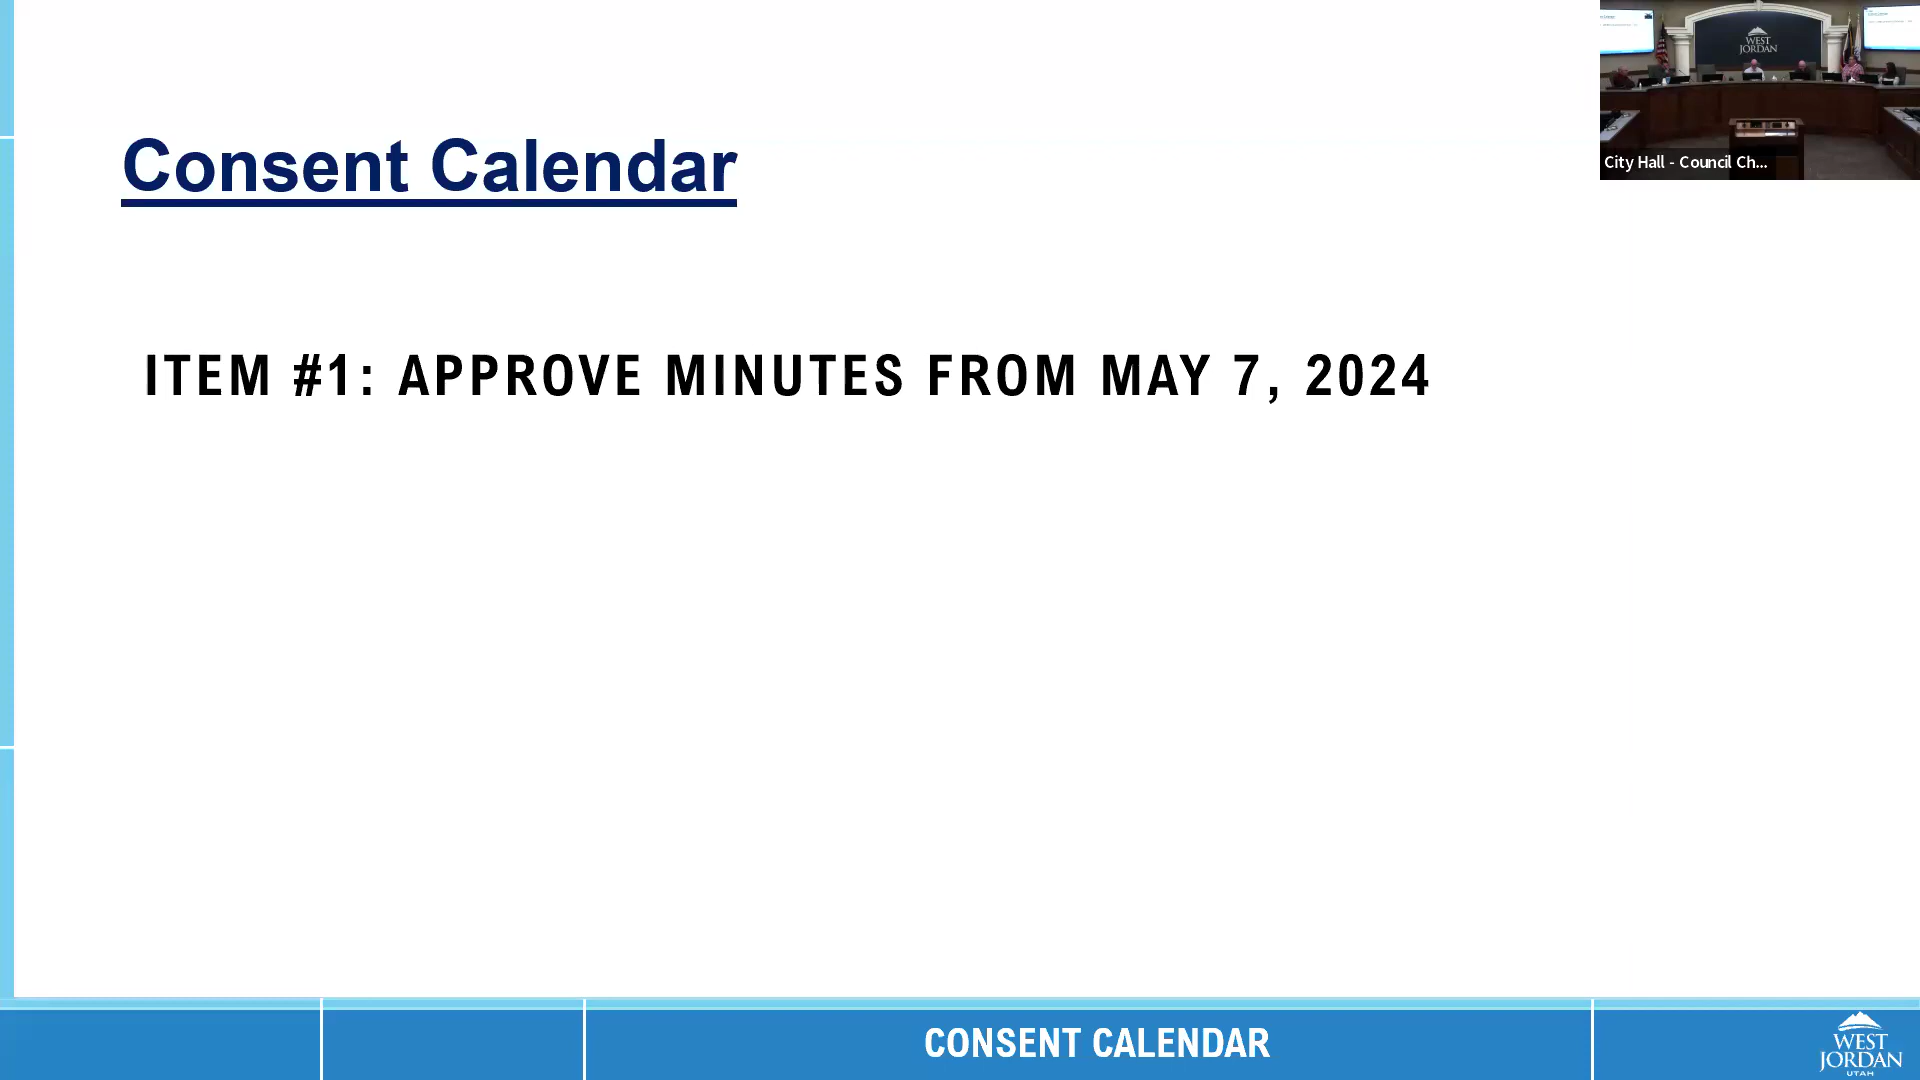 Consent Calendar
ITEM #1: APPROVE MINUTES FROM MAY 7, 2024
WEST
JORDAN
City Hall - Council Ch...
CONSENT CALENDAR
WEST
JORDAN
UTAH